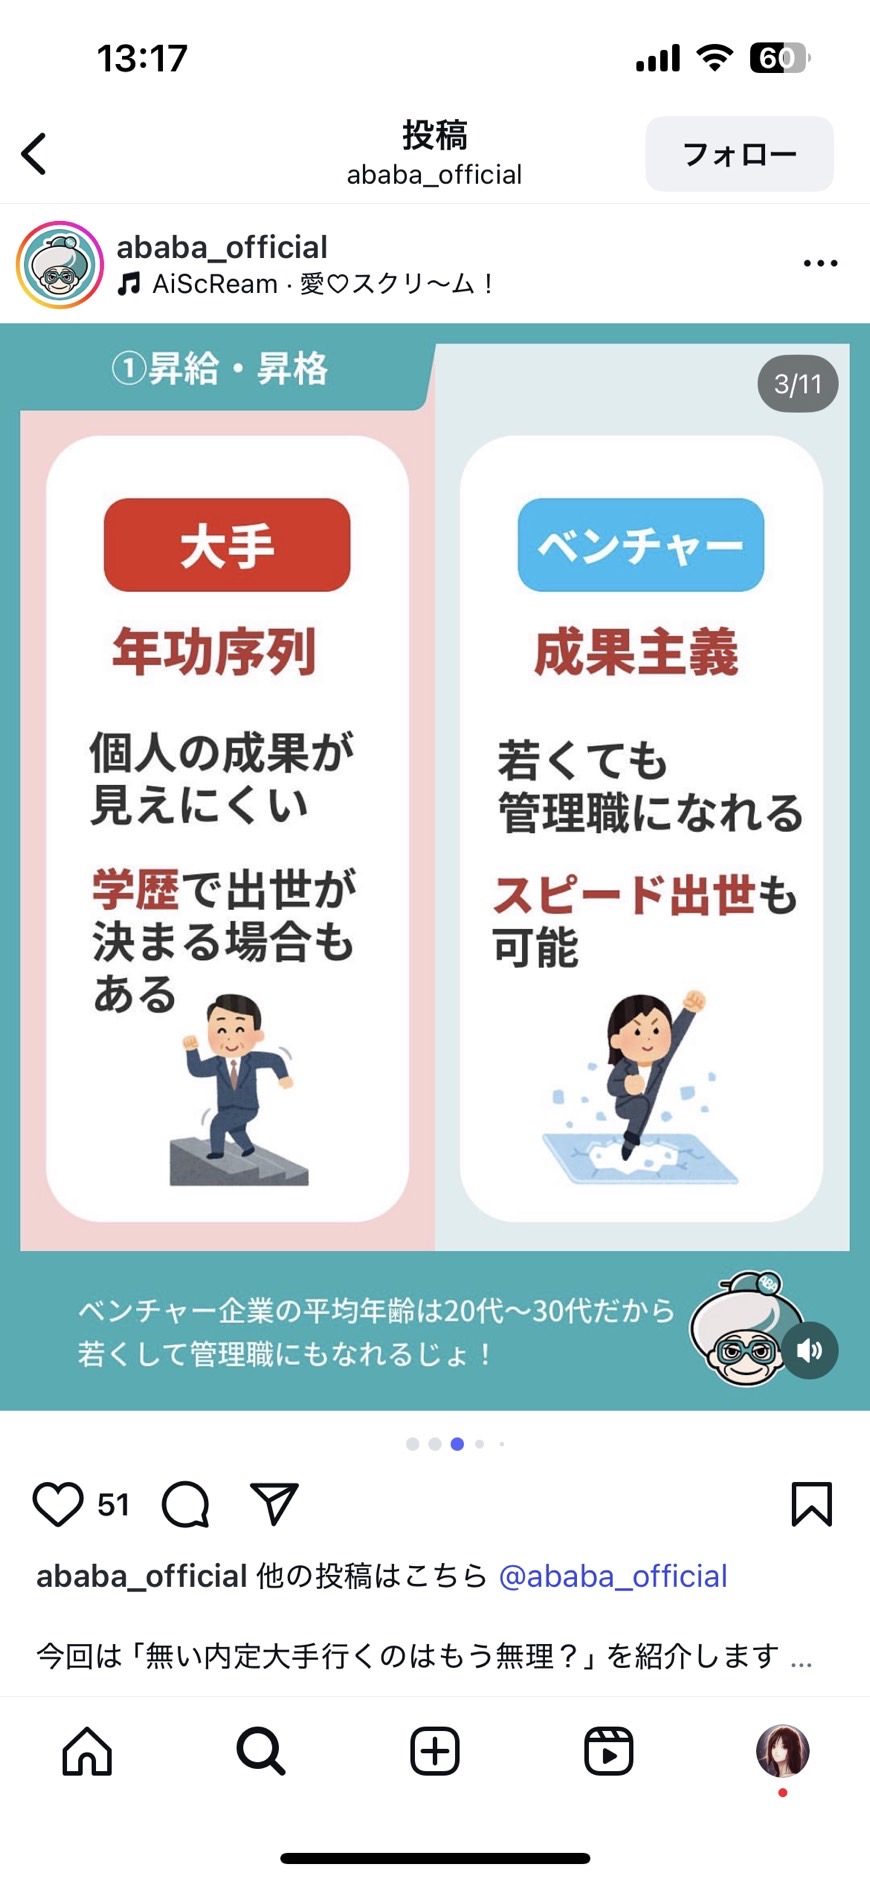 13:17
60
投稿
ababa_official
フォロー
ababa_official
AiScReam · 愛♡スクリ〜ム！
①昇給・昇格
3/11
大手
年功序列
個人の成果が
見えにくい
学歴で出世が
決まる場合も
ある
ベンチャー
成果主義
若くても
管理職になれる
スピード出世も
可能
ベンチャー企業の平均年齢は20代〜30代だから
若くして管理職にもなれるじょ！
51
ababa_official 他の投稿はこちら @ababa_official
今回は「無い内定大手行くのはもう無理？」を紹介します ...